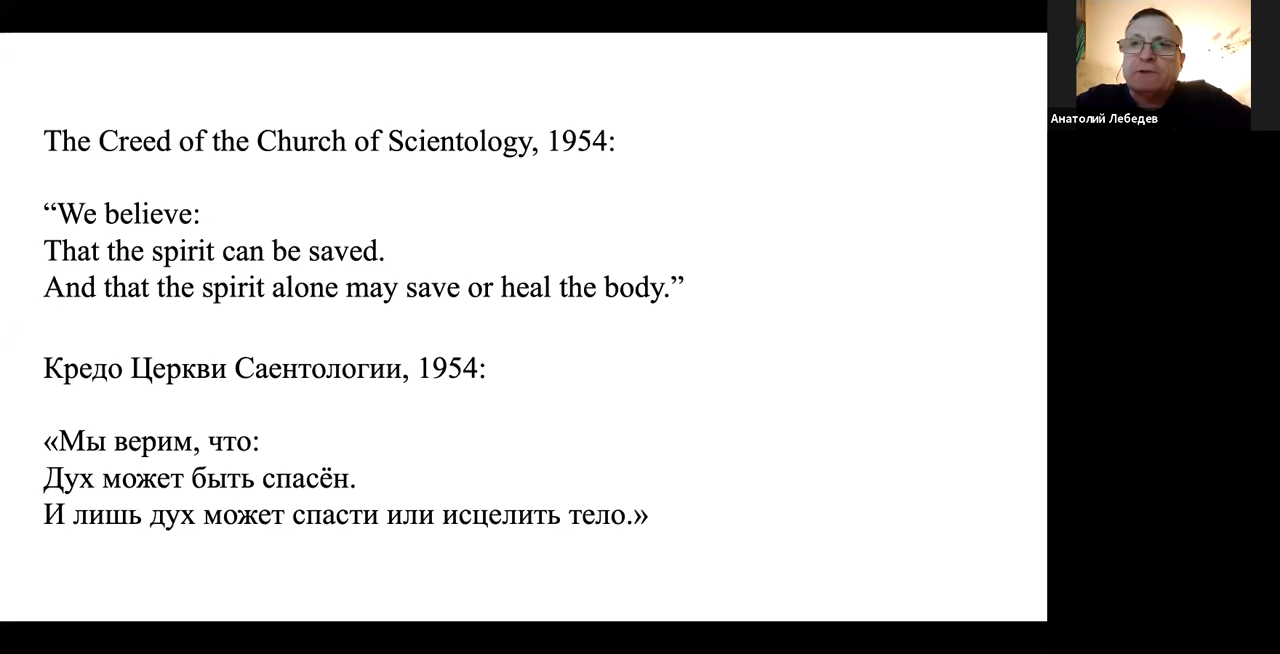 The Creed of the Church of Scientology, 1954:
“We believe:
That the spirit can be saved.
And that the spirit alone may save or heal the body.”
Кредо Церкви Саентологии, 1954:
«Мы верим, что:
Дух может быть спасён.
И лишь дух может спасти или исцелить тело.»
Анатолий Лебедев